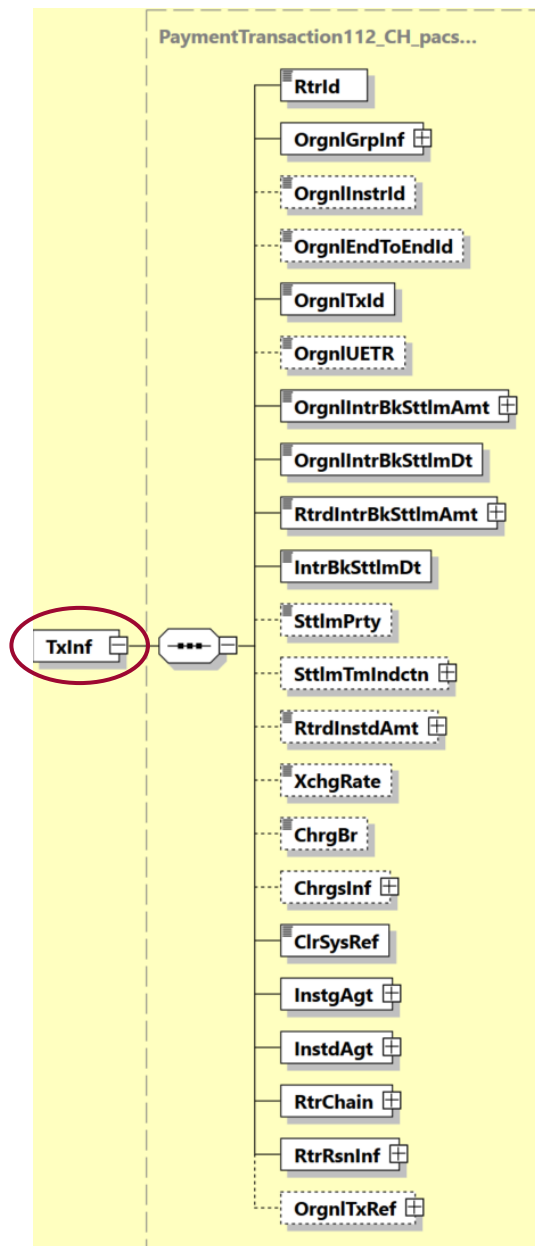 PaymentTransaction112_CH_pacs...
RtrId
OrgnlGrpInf
OrgnlInstrId
OrgnlEndToEndId
OrgnlTxId
OrgnlUETR
OrgnlIntrBkSttlmAmt
OrgnlIntrBkSttlmDt
RtrdIntrBkSttlmAmt
IntrBkSttlmDt
TxInf
SttlmPrty
SttlmTmIndctn
RtrdInstdAmt
XchgRate
ChrgBr
ChrgsInf
ClrSysRef
InstgAgt
InstdAgt
RtrChain
RtrRsnInf
OrgnlTxRef